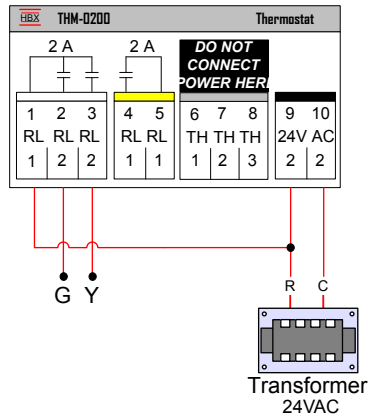 HBX THM-0200 Thermostat
2 A 2 A DO NOT
CONNECT
POWER HERE
1 2 3 4 5 6 7 8 9 10
RL RL RL RL RL TH TH TH 24V AC
1 2 2 1 1 1 2 3 2 2
R C
G Y
Transformer
24VAC